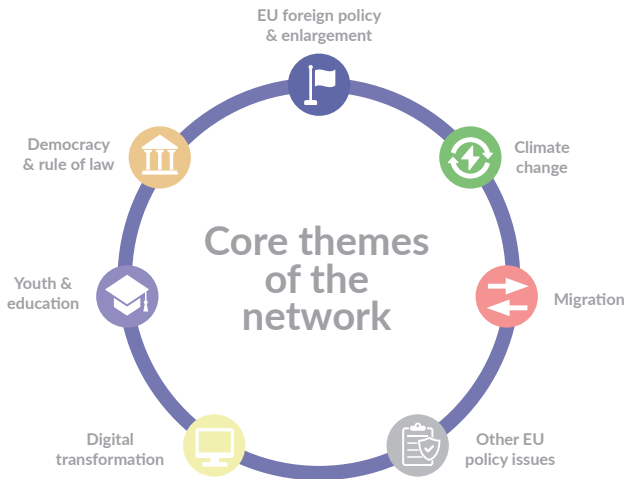 EU foreign policy
& enlargement
Democracy
& rule of law
Climate
change
Core themes
of the
network
Youth &
education
Migration
Digital
transformation
Other EU
policy issues